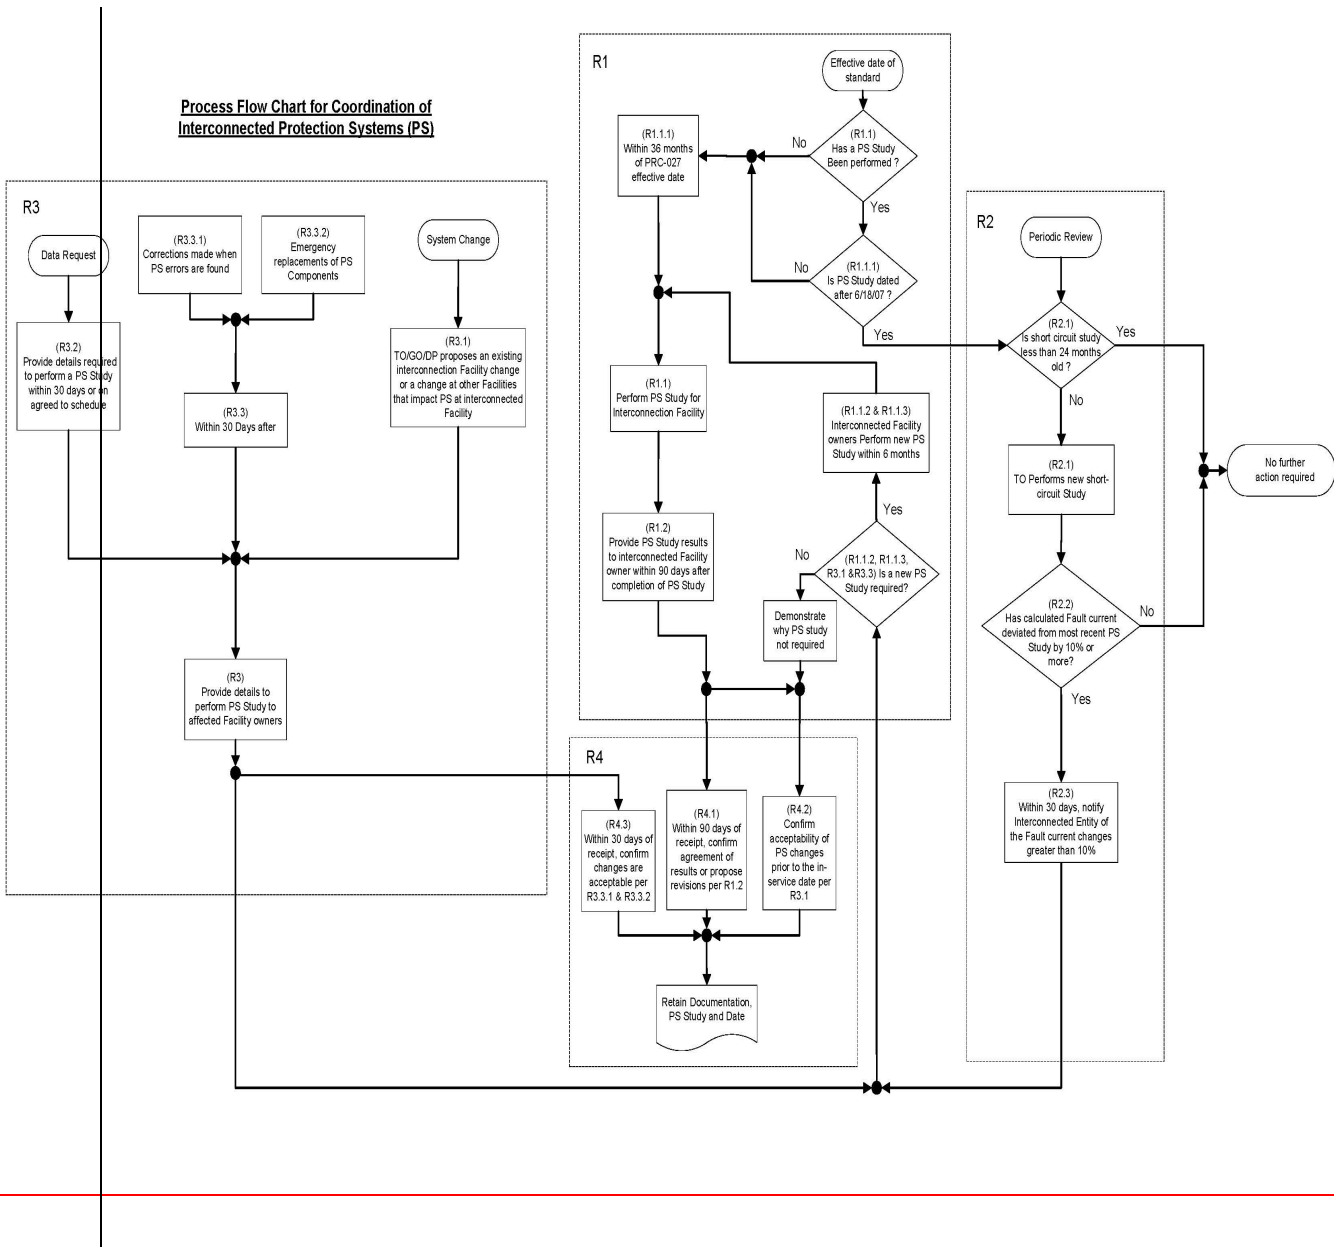 Process Flow Chart for Coordination of
Interconnected Protection Systems (PS)
R3
Data Request
(R3.3.1)
Corrections made when
PS errors are found
(R3.3.2)
Emergency
replacements of PS
Components
System Change
(R3.2)
Provide details required
to perform a PS Study
within 30 days or on
agreed to schedule
(R3.3)
Within 30 Days after
(R3.1)
TO/GO/DP proposes an existing
interconnection Facility change
or a change at other Facilities
that impact PS at interconnected
Facility
(R3)
Provide details to
perform PS Study to
affected Facility owners
R1
Effective date of
standard
(R1.1)
Has a PS Study
Been performed ?
No
Yes
(R1.1.1)
Within 36 months
of PRC-027
effective date
(R1.1.1)
Is PS Study dated
after 6/18/07 ?
No
Yes
(R1.1)
Perform PS Study for
Interconnection Facility
(R1.1.2 & R1.1.3)
Interconnected Facility
owners Perform new PS
Study within 6 months
Yes
(R1.2)
Provide PS Study results
to interconnected Facility
owner within 90 days after
completion of PS Study
No
(R1.1.2, R1.1.3,
R3.1 &R3.3) Is a new PS
Study required?
Demonstrate
why PS study
not required
R4
(R4.3)
Within 30 days of
receipt, confirm
changes are
acceptable per
R3.3.1 & R3.3.2
(R4.1)
Within 90 days of
receipt, confirm
agreement of
results or propose
revisions per R1.2
(R4.2)
Confirm
acceptability of
PS changes
prior to the in-
service date per
R3.1
Retain Documentation,
PS Study and Date
R2
Periodic Review
(R2.1)
Is short circuit study
less than 24 months
old ?
Yes
No
(R2.1)
TO Performs new short-
circuit Study
No further
action required
(R2.2)
Has calculated Fault current
deviated from most recent PS
Study by 10% or
more?
No
Yes
(R2.3)
Within 30 days, notify
Interconnected Entity of
the Fault current changes
greater than 10%